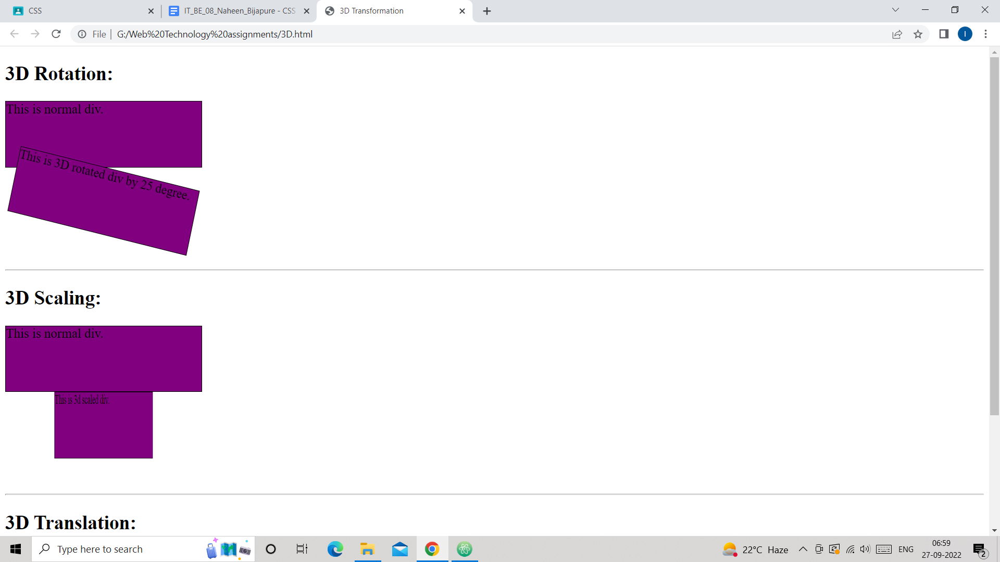 CSS
IT_BE_08_Naheen_Bijapure - CSS
3D Transformation
File
G:/Web%20Technology%20assignments/3D.html
I
3D Rotation:
This is normal div.
This is 3D rotated div by 25 degree.
3D Scaling:
This is normal div.
This is 3d scaled div.
3D Translation:
Type here to search
22°C Haze
ENG
06:59
27-09-2022
2